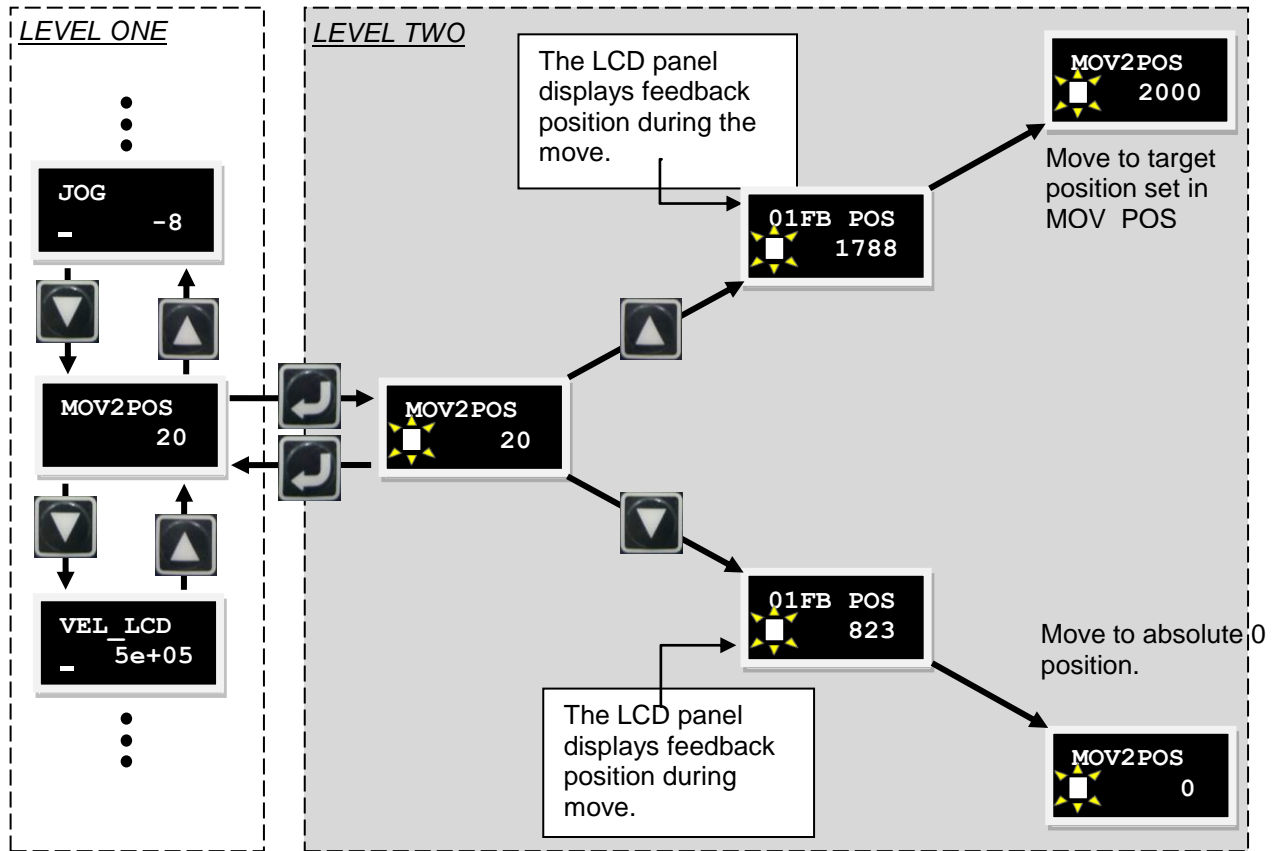 LEVEL ONE
JOG
-8
MOV2POS
20
VEL_LCD
5e+05
LEVEL TWO
The LCD panel
displays feedback
position during the
move.
MOV2POS
2000
Move to target
position set in
MOV POS
01FB POS
1788
MOV2POS
20
01FB POS
823
The LCD panel
displays feedback
position during
move.
Move to absolute 0
position.
MOV2POS
0